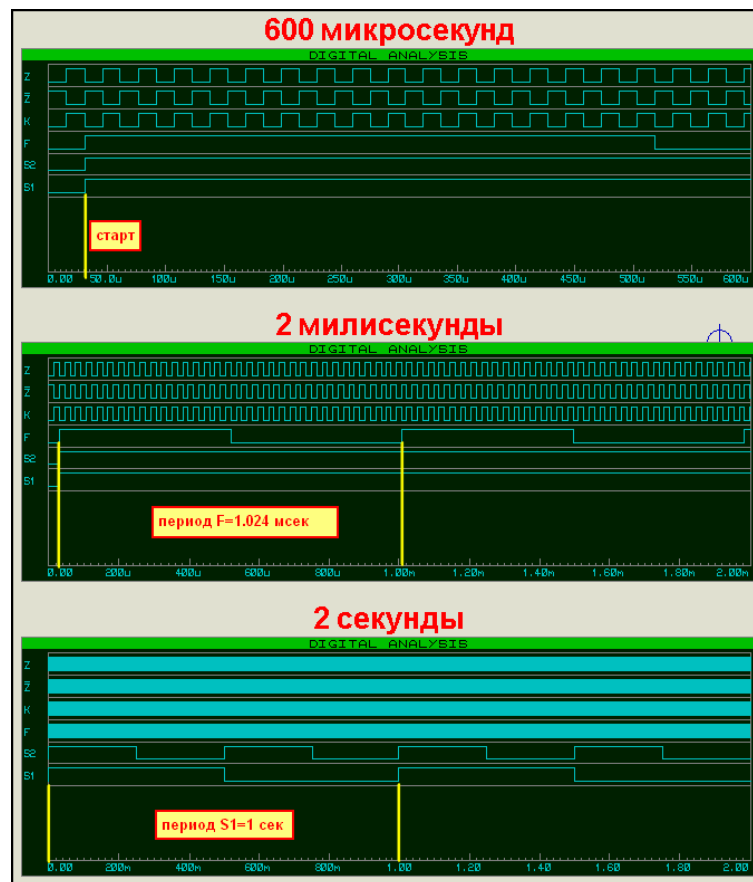 600 микросекунд
DIGITAL ANALYSIS
Z
Z̅
K
F
S2
S1
старт
0.00 50.0u 100u 150u 200u 250u 300u 350u 400u 450u 500u 550u 600u
2 милисекунды
DIGITAL ANALYSIS
Z
Z̅
K
F
S2
S1
период F=1.024 мсек
0.00 200u 400u 600u 800u 1.00m 1.20m 1.40m 1.60m 1.80m 2.00m
2 секунды
DIGITAL ANALYSIS
Z
Z̅
K
F
S2
S1
период S1=1 сек
0.00 200m 400m 600m 800m 1.00 1.20 1.40 1.60 1.80 2.00